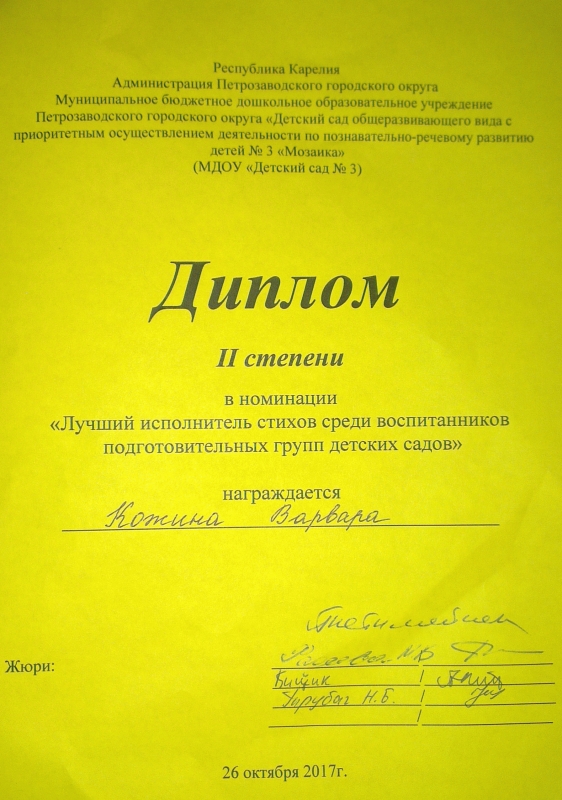 Республика Карелия
Администрация Петрозаводского городского округа
Муниципальное бюджетное дошкольное образовательное учреждение
Петрозаводского городского округа «Детский сад общеразвивающего вида с
приоритетным осуществлением деятельности по познавательно-речевому развитию
детей № 3 «Мозаика»
(МДОУ «Детский сад № 3)
Диплом
II степени
в номинации
«Лучший исполнитель стихов среди воспитанников
подготовительных групп детских садов»
награждается
Кожина Варвара
Жюри:
Н.Б.
26 октября 2017г.